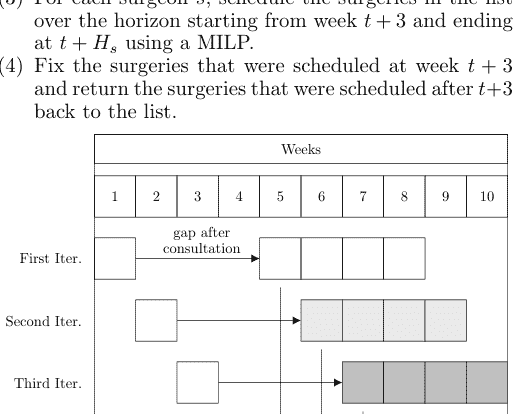 (3) For each surgeon s, schedule the surgeries in the list
over the horizon starting from week t + 3 and ending
at t + Hs using a MILP.
(4) Fix the surgeries that were scheduled at week t + 3
and return the surgeries that were scheduled after t+3
back to the list.
Weeks
1 2 3 4 5 6 7 8 9 10
gap after
consultation
First Iter.
Second Iter.
Third Iter.